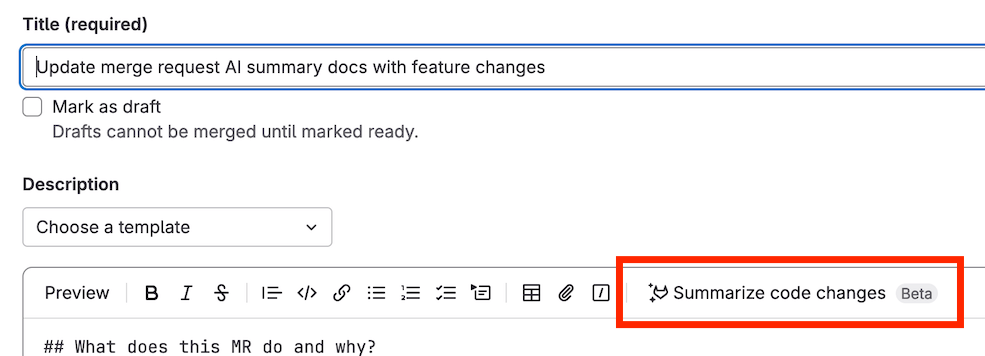 Title (required)
Update merge request AI summary docs with feature changes
Mark as draft
Drafts cannot be merged until marked ready.
Description
Choose a template
Preview B I S Summarize code changes Beta
## What does this MR do and why?